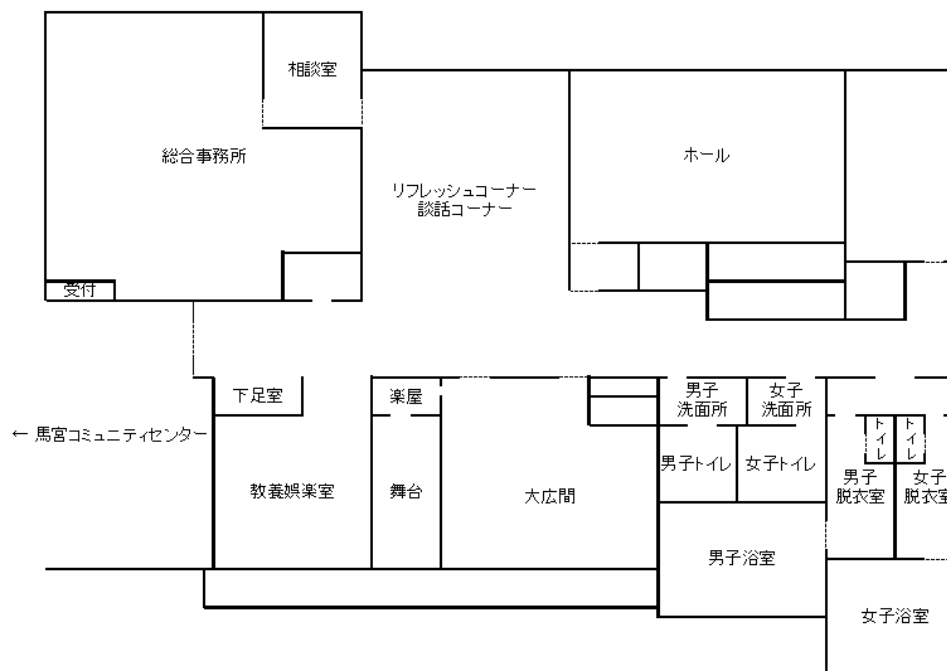 相談室
総合事務所
ホール
リフレッシュコーナー
談話コーナー
受付
下足室
楽屋
男子
洗面所
女子
洗面所
← 馬宮コミュニティセンター
トイレ
トイレ
男子トイレ
女子トイレ
教養娯楽室
舞台
大広間
男子
脱衣室
女子
脱衣室
男子浴室
女子浴室